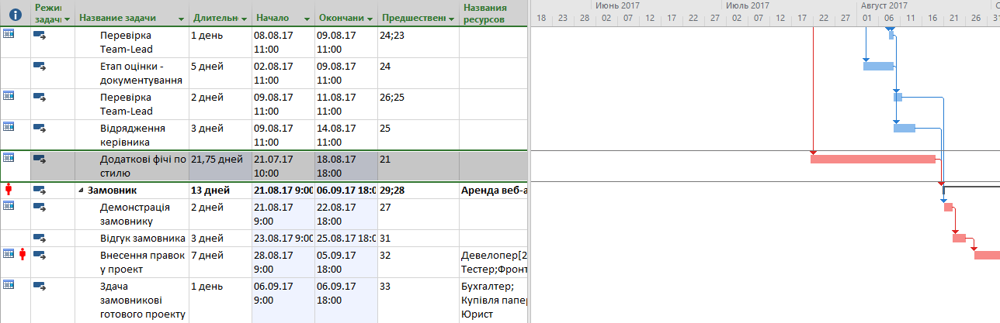 Режим задачи Название задачи Длительн Начало Окончани Предшествен Названия ресурсов
Июнь 2017 Июль 2017 Август 2017
18 23 28 02 07 12 17 22 27 02 07 12 17 22 27 01 06 11 16 21 26 31
Перевірка Team-Lead 1 день 08.08.17 11:00 09.08.17 11:00 24;23
Етап оцінки - документування 5 дней 02.08.17 11:00 09.08.17 11:00 24
Перевірка Team-Lead 2 дней 09.08.17 11:00 11.08.17 11:00 26;25
Відрядження керівника 3 дней 09.08.17 11:00 14.08.17 11:00 25
Додаткові фічі по стилю 21,75 дней 21.07.17 10:00 18.08.17 18:00 21
Замовник 13 дней 21.08.17 9:00 06.09.17 18:0 29;28 Аренда веб-а
Демонстрація замовнику 2 дней 21.08.17 9:00 22.08.17 18:00 27
Відгук замовника 3 дней 23.08.17 9:00 25.08.17 18:0 31
Внесення правок у проект 7 дней 28.08.17 9:00 05.09.17 18:00 32 Девелопер[2 Тестер;Фронт
Здача замовникові готового проекту 1 день 06.09.17 9:00 06.09.17 18:00 33 Бухгалтер; Купівля папер Юрист